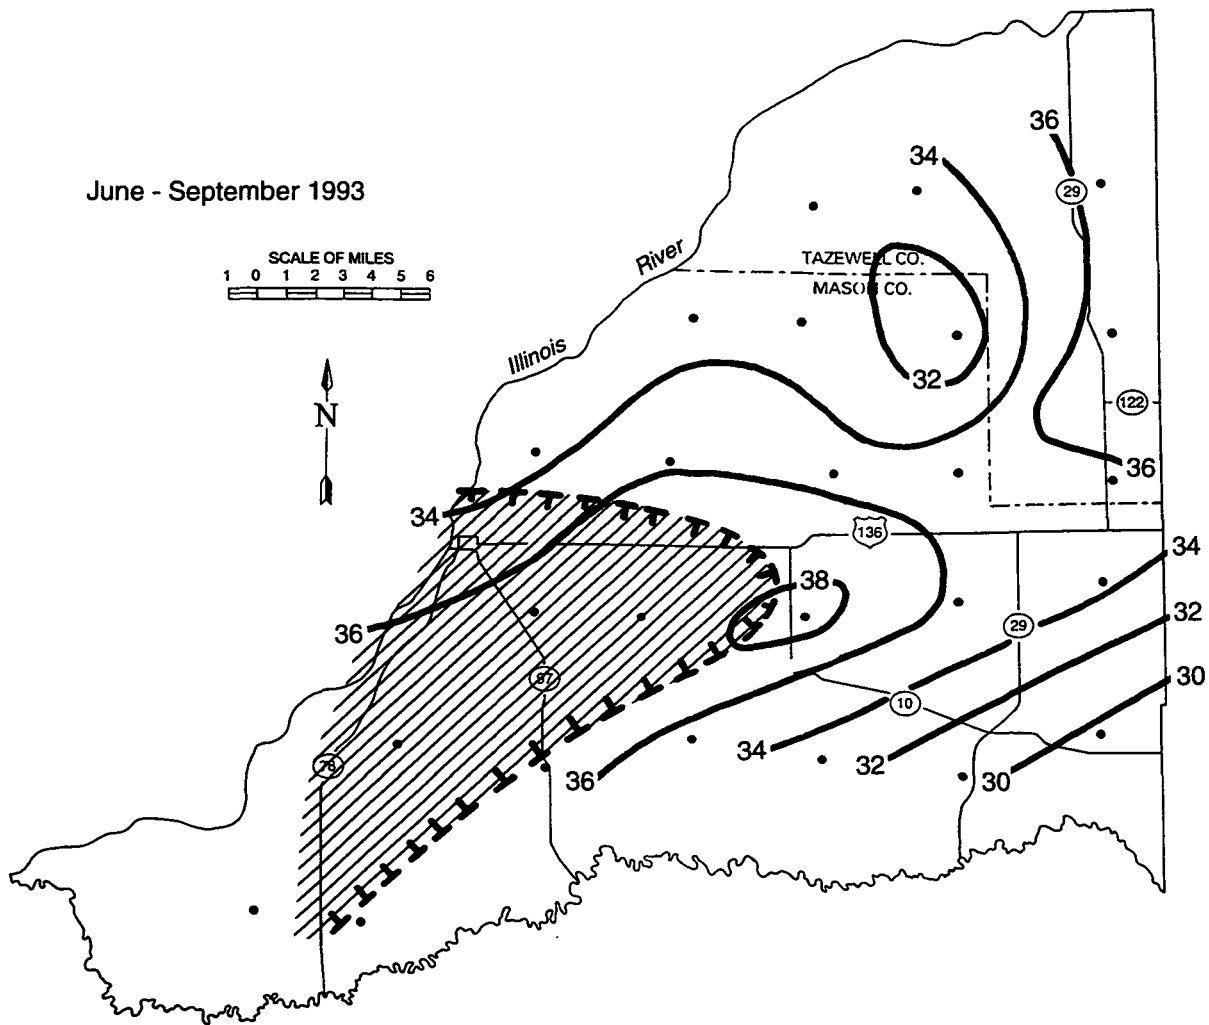 36
34
29
June - September 1993
River
TAZEWELL CO.
MASON CO.
SCALE OF MILES
1 0 1 2 3 4 5 6
Illinois
32
N
122
36
34
136
34
38
32
36
29
30
97
10
34
32
36
30
78